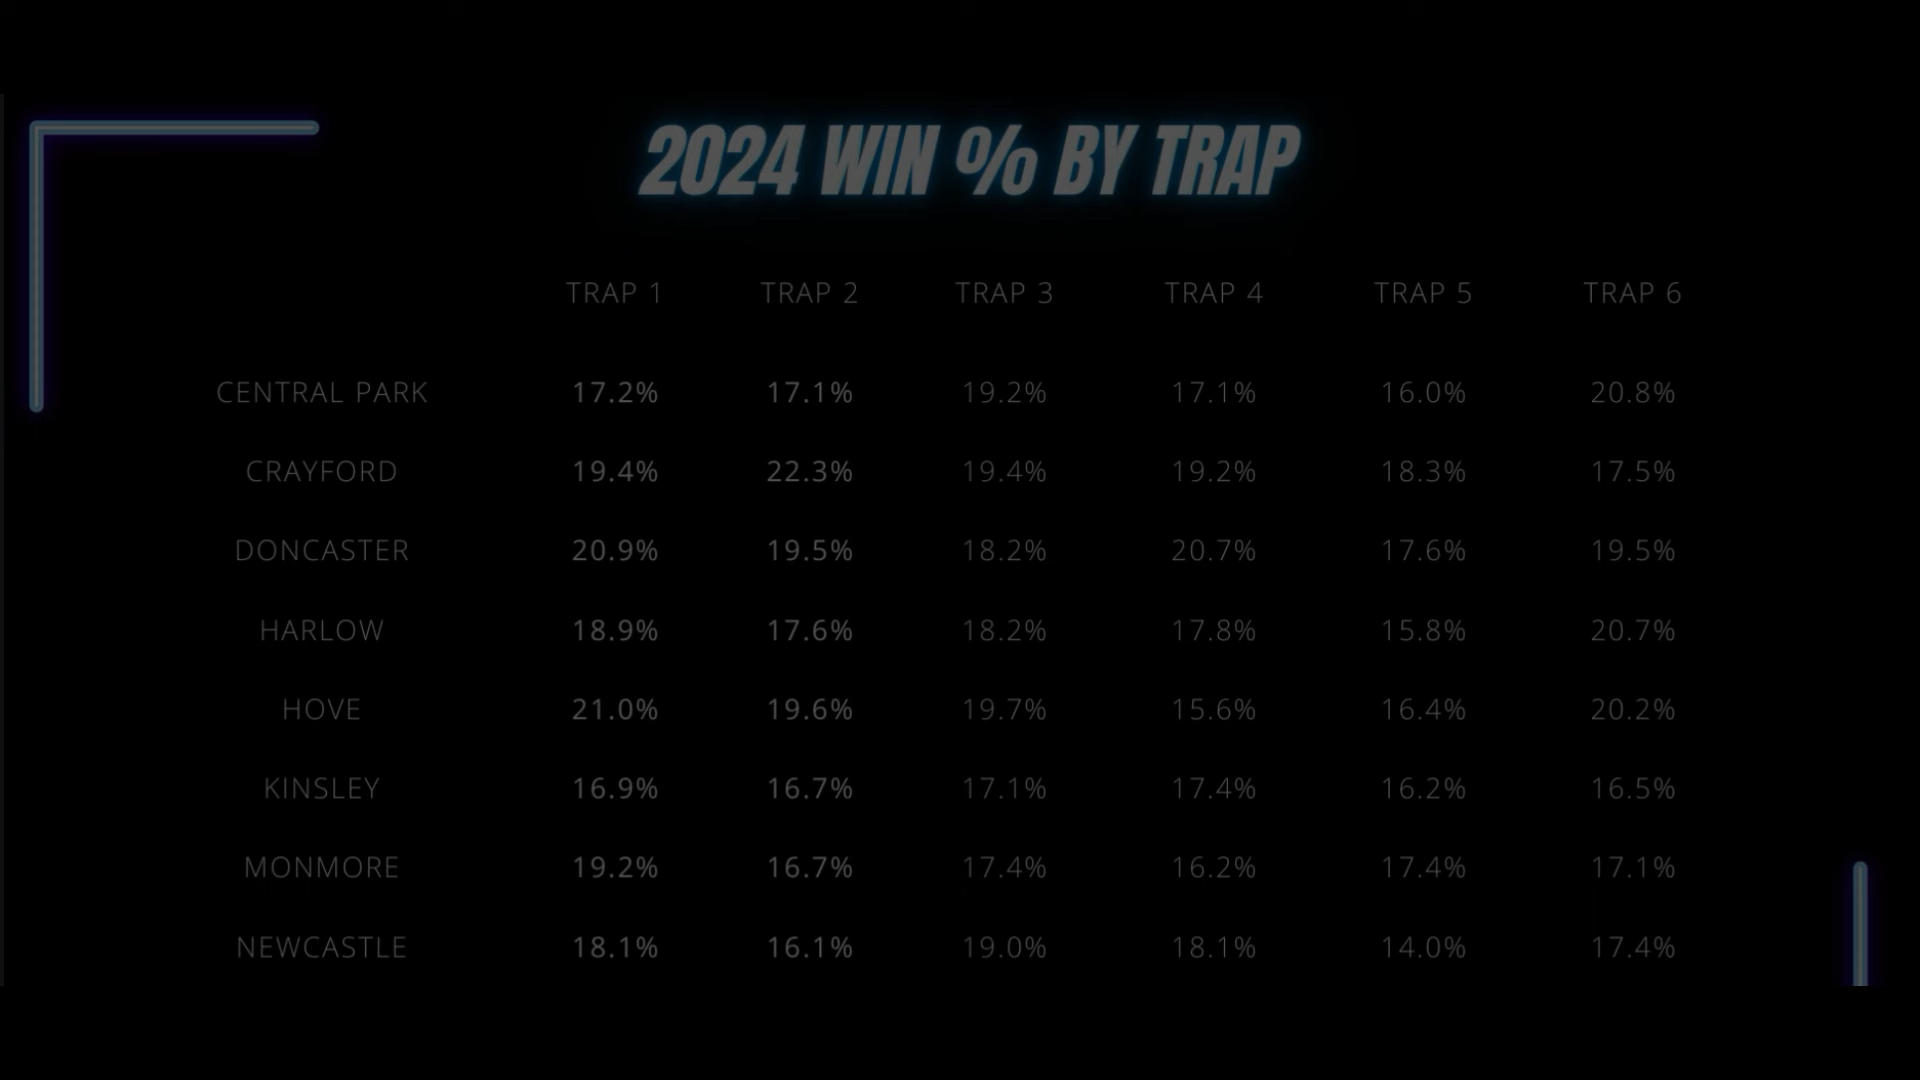 2024 WIN % BY TRAP
TRAP 1 TRAP 2 TRAP 3 TRAP 4 TRAP 5 TRAP 6
CENTRAL PARK 17.2% 17.1% 19.2% 17.1% 16.0% 20.8%
CRAYFORD 19.4% 22.3% 19.4% 19.2% 18.3% 17.5%
DONCASTER 20.9% 19.5% 18.2% 20.7% 17.6% 19.5%
HARLOW 18.9% 17.6% 18.2% 17.8% 15.8% 20.7%
HOVE 21.0% 19.6% 19.7% 15.6% 16.4% 20.2%
KINSLEY 16.9% 16.7% 17.1% 17.4% 16.2% 16.5%
MONMORE 19.2% 16.7% 17.4% 16.2% 17.4% 17.1%
NEWCASTLE 18.1% 16.1% 19.0% 18.1% 14.0% 17.4%